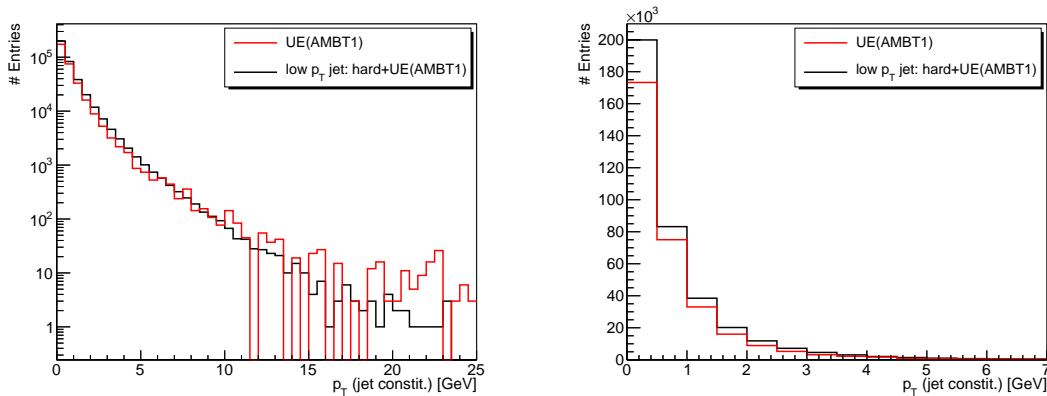 # Entries
10^5
10^4
10^3
10^2
10
1
UE(AMBT1)
low p_T jet: hard+UE(AMBT1)
0 5 10 15 20 25
p_T (jet constit.) [GeV]
×10^3
# Entries
200
180
160
140
120
100
80
60
40
20
0
UE(AMBT1)
low p_T jet: hard+UE(AMBT1)
0 1 2 3 4 5 6 7
p_T (jet constit.) [GeV]